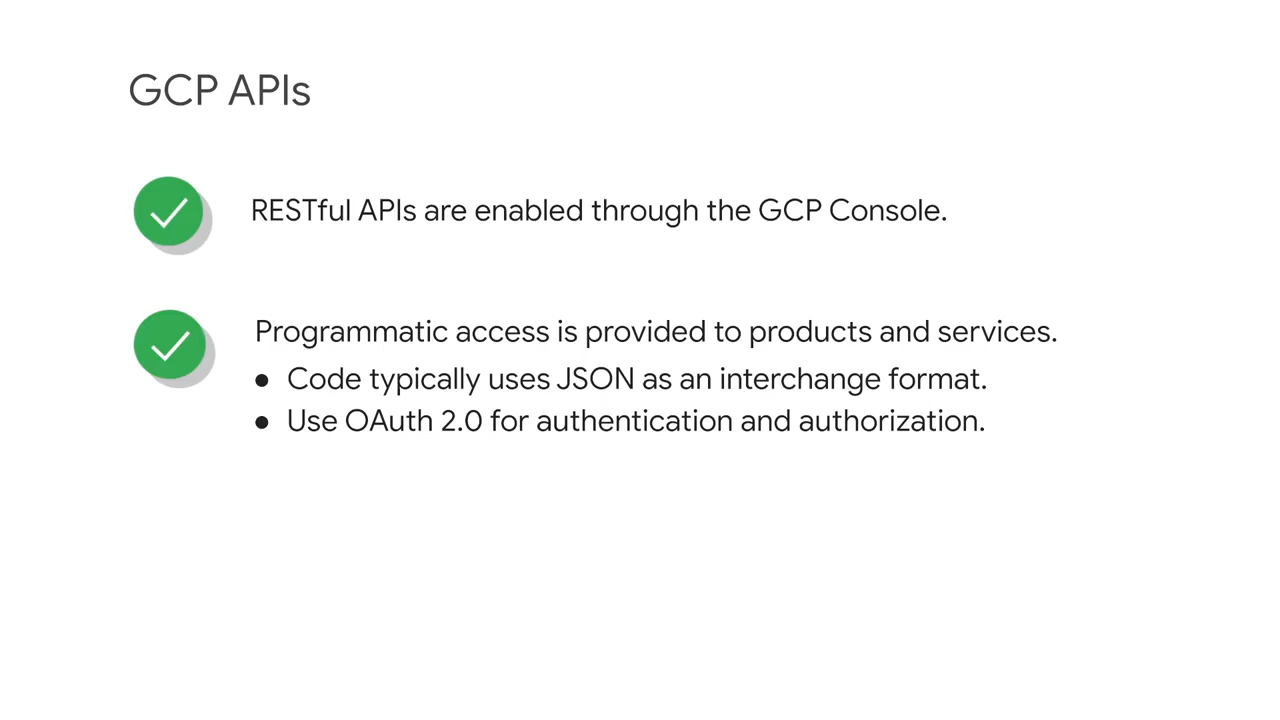 GCP APIs
RESTful APIs are enabled through the GCP Console.
Programmatic access is provided to products and services.
● Code typically uses JSON as an interchange format.
● Use OAuth 2.0 for authentication and authorization.